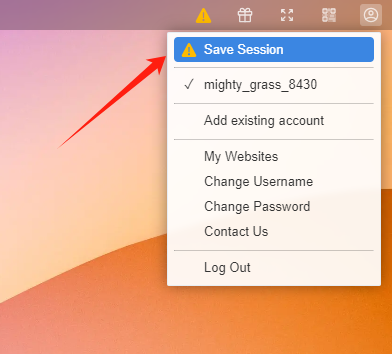 Save Session
mighty_grass_8430
Add existing account
My Websites
Change Username
Change Password
Contact Us
Log Out